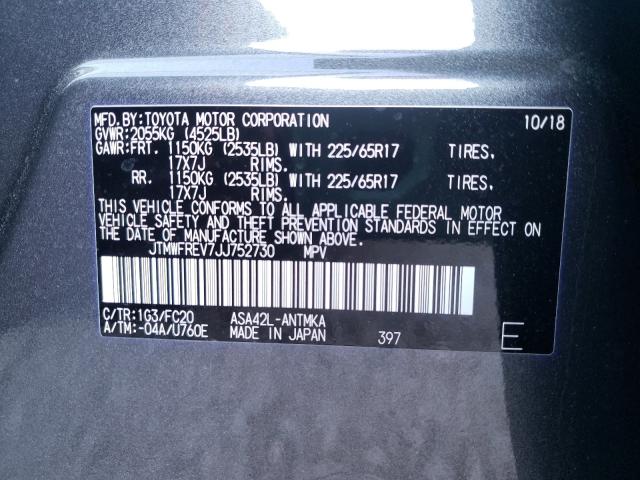 MFD.BY:TOYOTA MOTOR CORPORATION 10/18
GVWR:2055KG (4525LB)
GAWR:FRT. 1150KG (2535LB) WITH 225/65R17 TIRES.
17X7J RIMS.
RR. 1150KG (2535LB) WITH 225/65R17 TIRES.
17X7J RIMS.
THIS VEHICLE CONFORMS TO ALL APPLICABLE FEDERAL MOTOR
VEHICLE SAFETY AND THEFT PREVENTION STANDARDS IN EFFECT ON
THE DATE OF MANUFACTURE SHOWN ABOVE.
JTMWFREV7JJ752730 MPV
C/TR:1G3/FC20 ASA42L-ANTMKA
A/TM:-04A/U760E MADE IN JAPAN 397 E